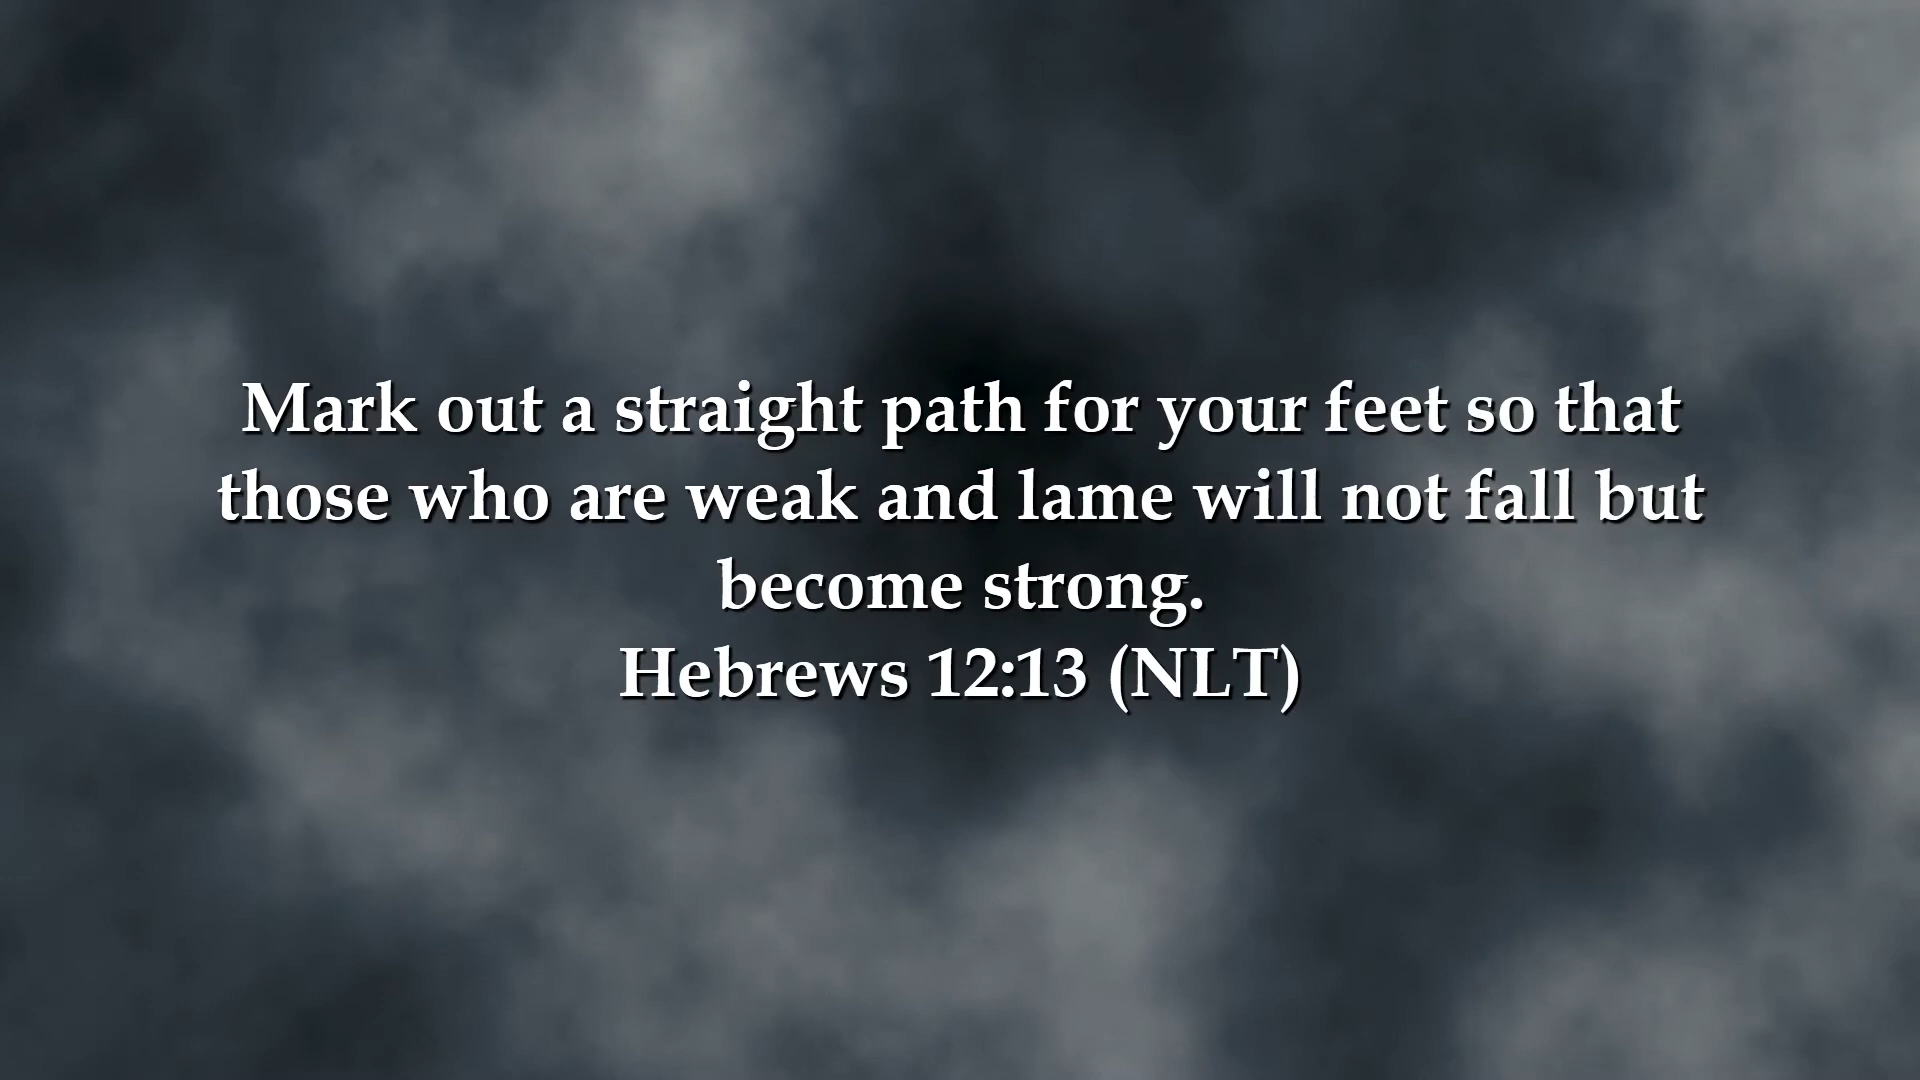 Mark out a straight path for your feet so that
those who are weak and lame will not fall but
become strong.
Hebrews 12:13 (NLT)